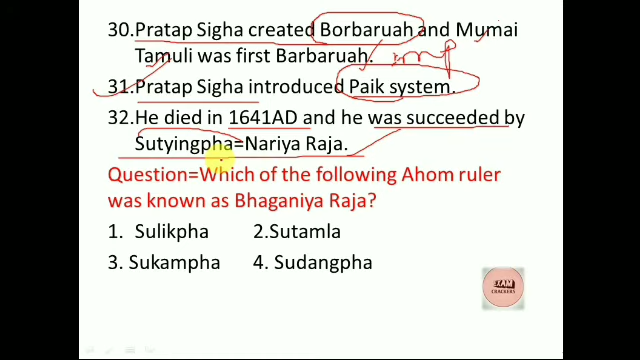 30.Pratap Sigha created Borbaruah and Mumai
Tamuli was first Barbaruah. imp
31.Pratap Sigha introduced Paik system.
32.He died in 1641AD and he was succeeded by
Sutyingpha=Nariya Raja.
Question=Which of the following Ahom ruler
was known as Bhaganiya Raja?
1. Sulikpha 2.Sutamla
3. Sukampha 4. Sudangpha
EXAM
CRACKERS